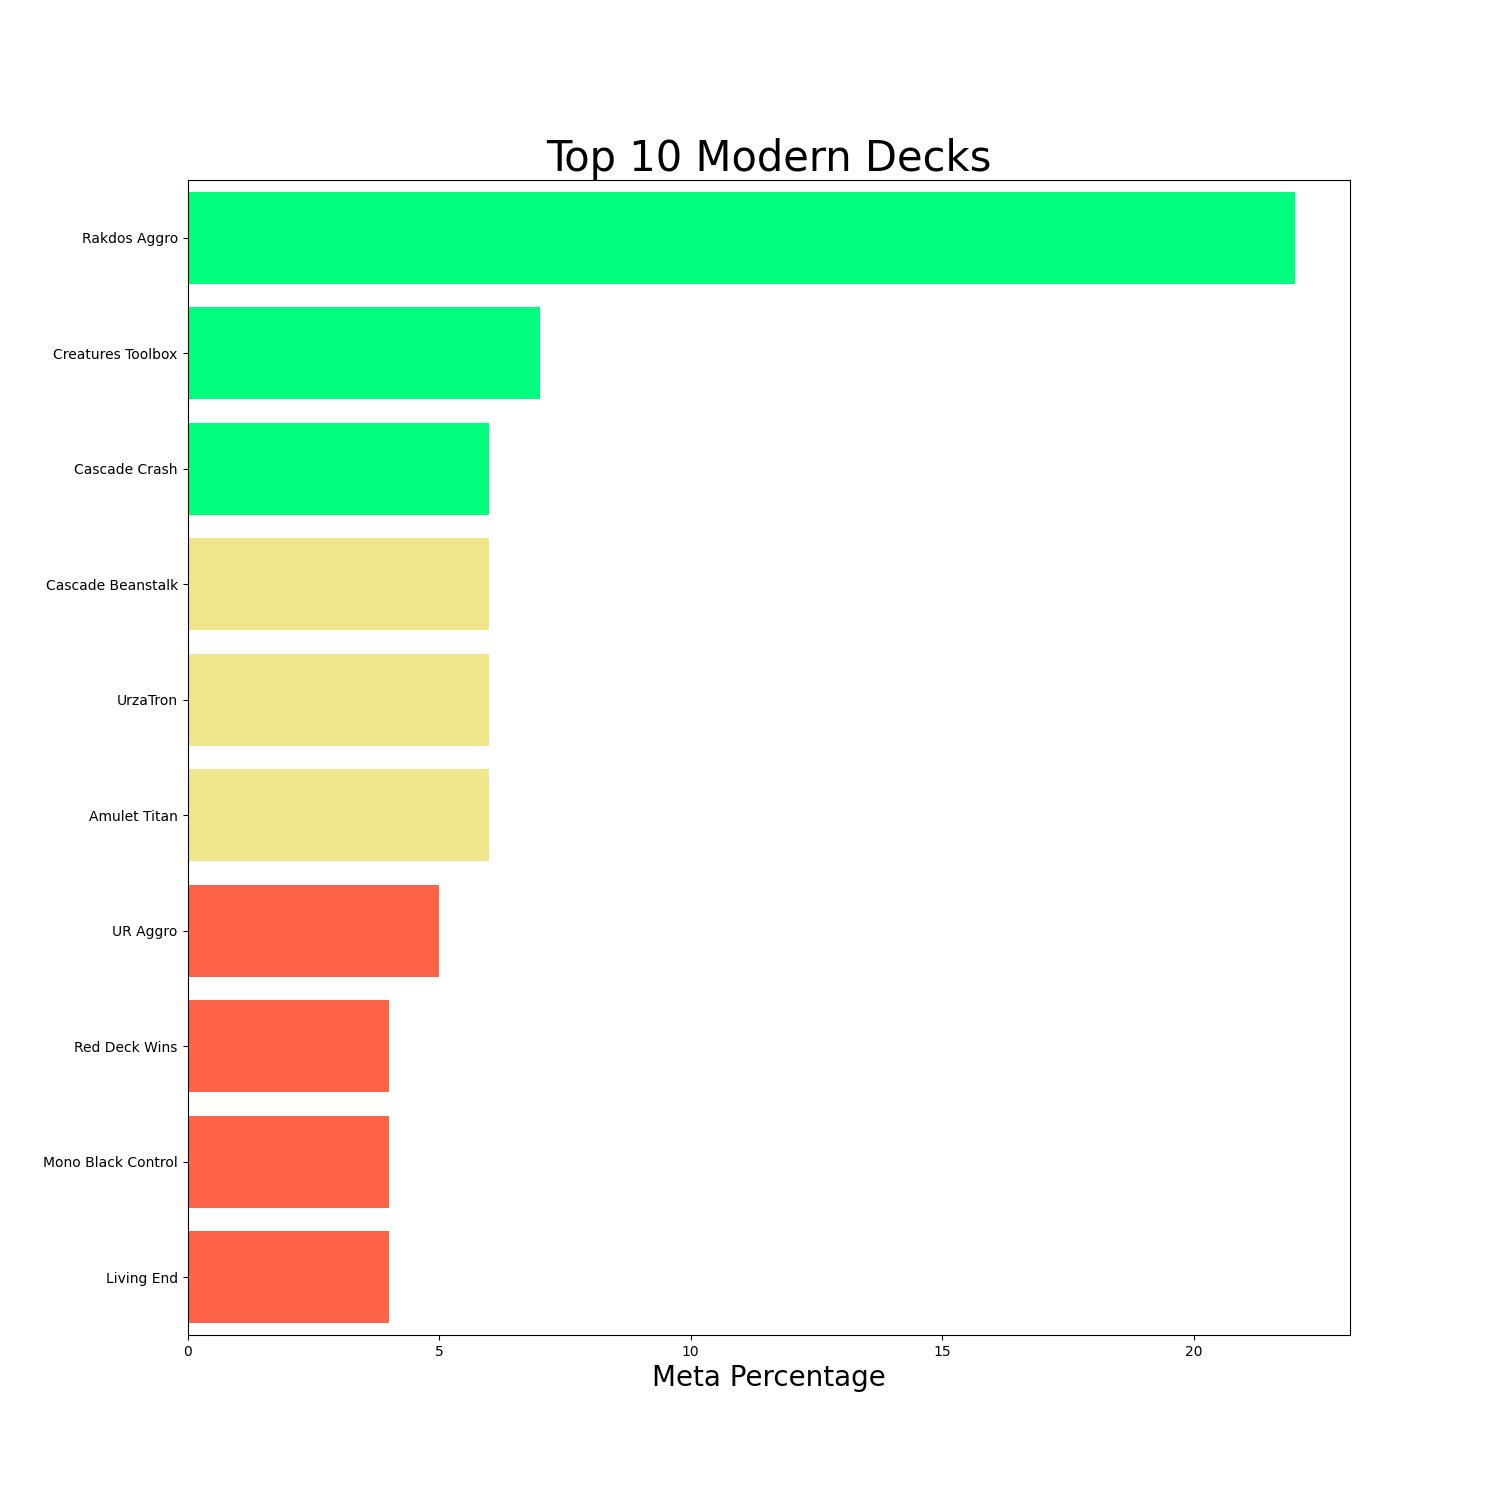 Top 10 Modern Decks
Rakdos Aggro
Creatures Toolbox
Cascade Crash
Cascade Beanstalk
UrzaTron
Amulet Titan
UR Aggro
Red Deck Wins
Mono Black Control
Living End
0 5 10 15 20
Meta Percentage